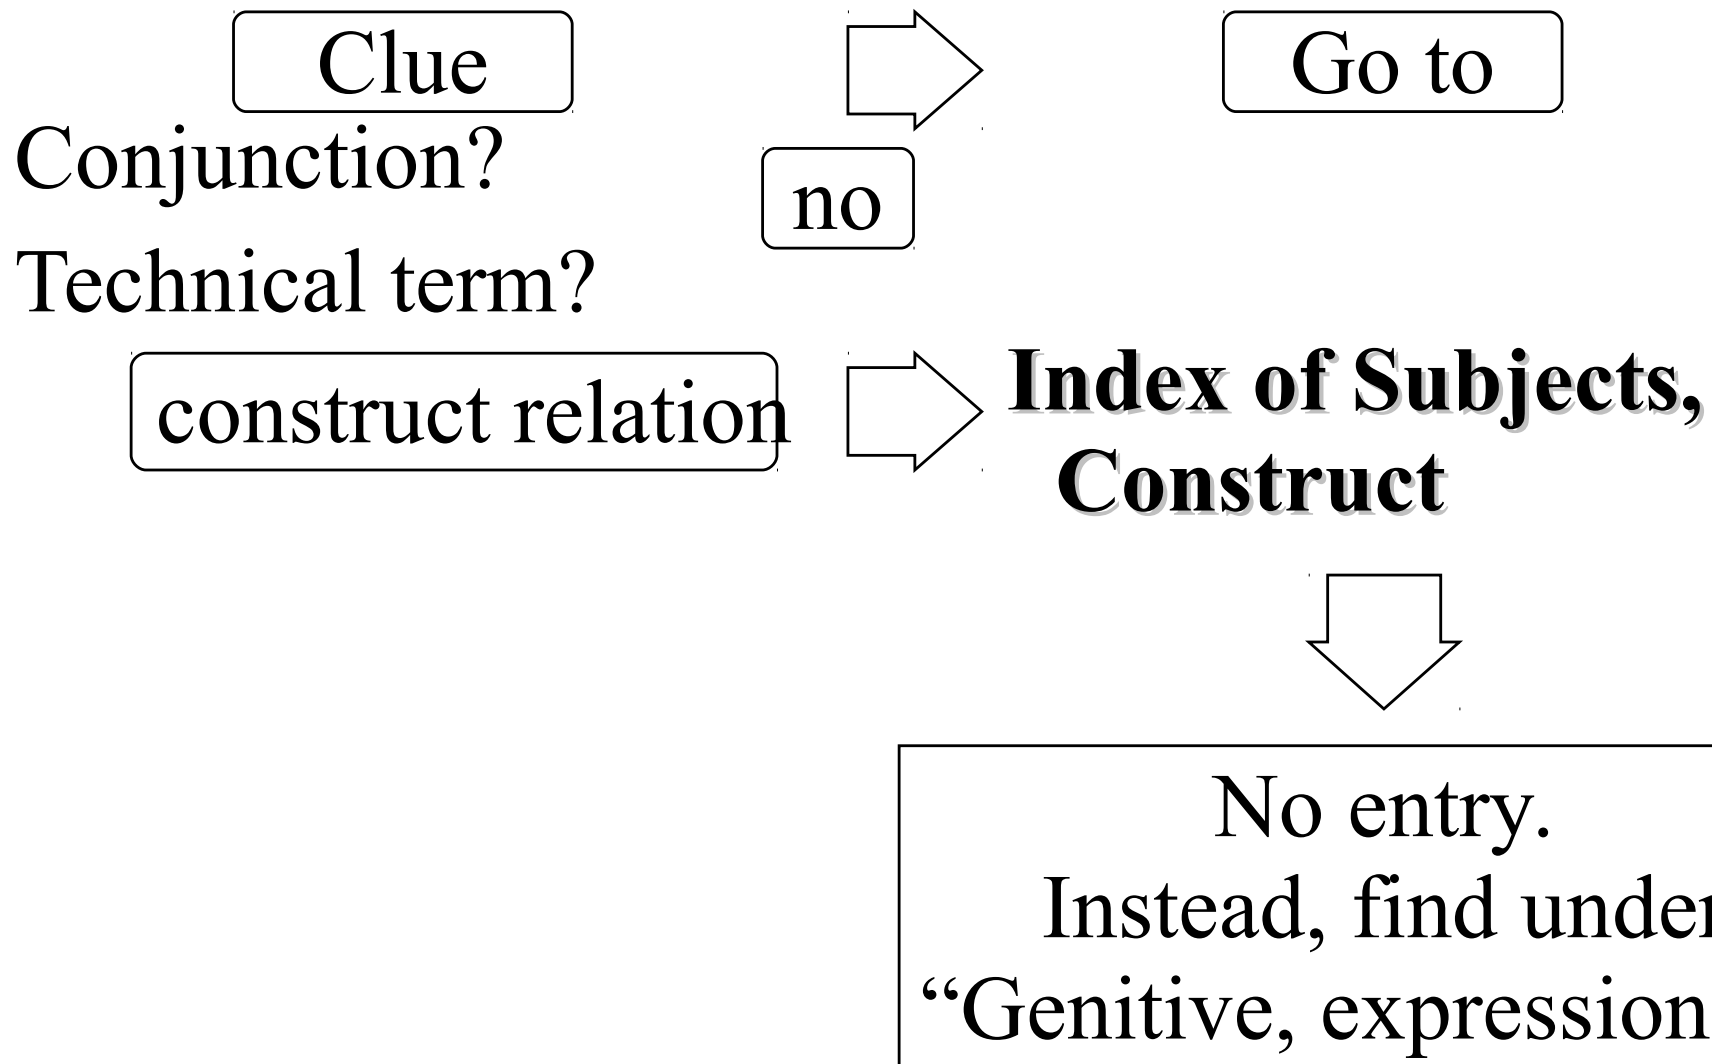 Clue
Go to
Conjunction?
no
Technical term?
construct relation
Index of Subjects,
Construct
No entry.
Instead, find under
“Genitive, expression